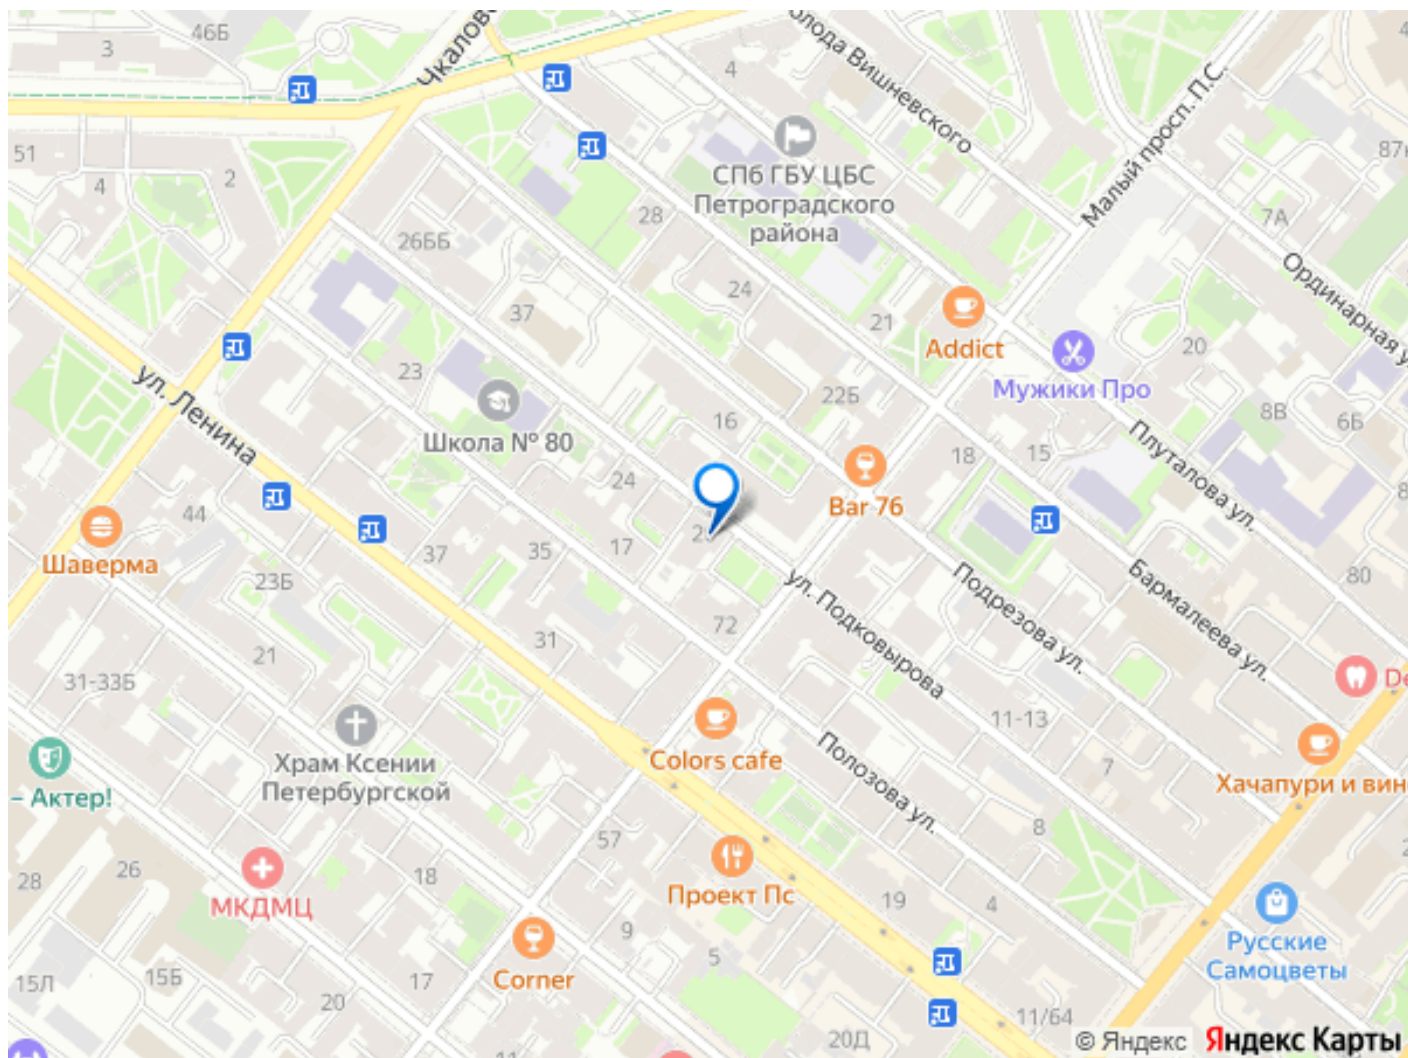 46Б
3
Чкалово
4
олода Вишневского
Малый просп. П.С.
51
4
2
СПб ГБУ ЦБС
Петроградского
района
28
7А
26ББ
24
37
21
Addict
Мужики Про
20
Ординарная у
ул. Ленина
23
22Б
16
8В
6Б
Школа № 80
24
Bar 76
18
15
Плуталова ул.
Шаверма
44
37
35
17
23Б
80
ул. Подковырова
Подрезова ул.
Бармалеева ул.
72
31
21
31-33Б
De
11-13
Храм Ксении
Петербургской
Colors cafe
Полозова ул.
7
– Актер!
Хачапури и вин
57
8
28
26
МКДМЦ
18
Проект Пс
19
4
9
5
Русские
Самоцветы
Corner
15Л
15Б
20
17
20Д
11/64
11
© Яндекс Яндекс Карты